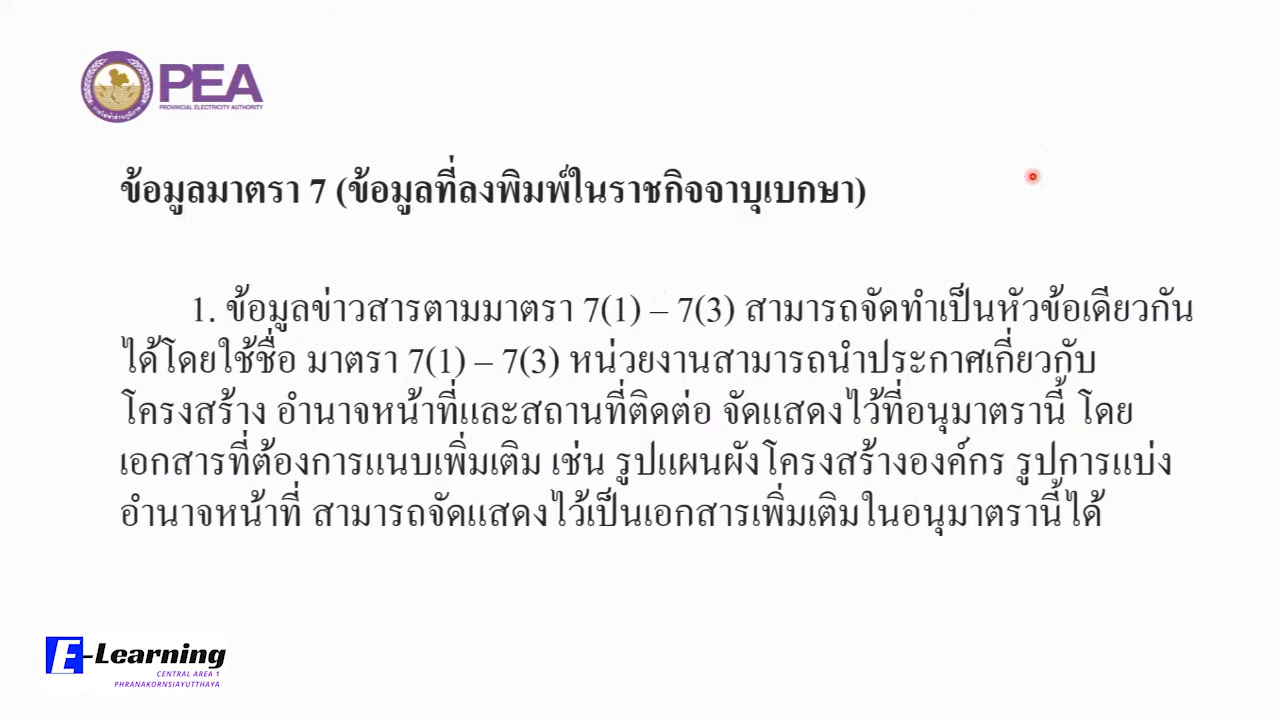 PEA
PROVINCIAL ELECTRICITY AUTHORITY
การไฟฟ้าส่วนภูมิภาค
ข้อมูลมาตรา 7 (ข้อมูลที่ลงพิมพ์ในราชกิจจาบุเบกษา)
1. ข้อมูลข่าวสารตามมาตรา 7(1) – 7(3) สามารถจัดทำเป็นหัวข้อเดียวกัน
ได้โดยใช้ชื่อ มาตรา 7(1) – 7(3) หน่วยงานสามารถนำประกาศเกี่ยวกับ
โครงสร้าง อำนาจหน้าที่และสถานที่ติดต่อ จัดแสดงไว้ที่อนุมาตรานี้ โดย
เอกสารที่ต้องการแนบเพิ่มเติม เช่น รูปแผนผังโครงสร้างองค์กร รูปการแบ่ง
อำนาจหน้าที่ สามารถจัดแสดงไว้เป็นเอกสารเพิ่มเติมในอนุมาตรานี้ได้
E-Learning
CENTRAL AREA 1
PHRANAKORNSIAYUTTHAYA